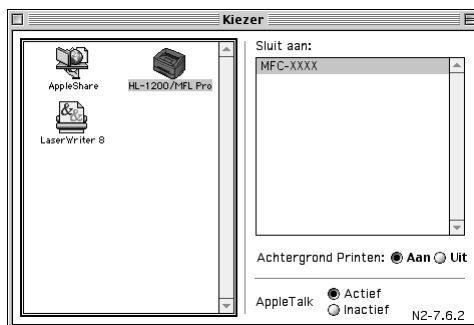 Kiezer
AppleShare
HL-1200/MFL Pro
LaserWriter 8
Sluit aan:
MFC-XXXX
Achtergrond Printen: Aan Uit
AppleTalk
Actief
Inactief
N2-7.6.2